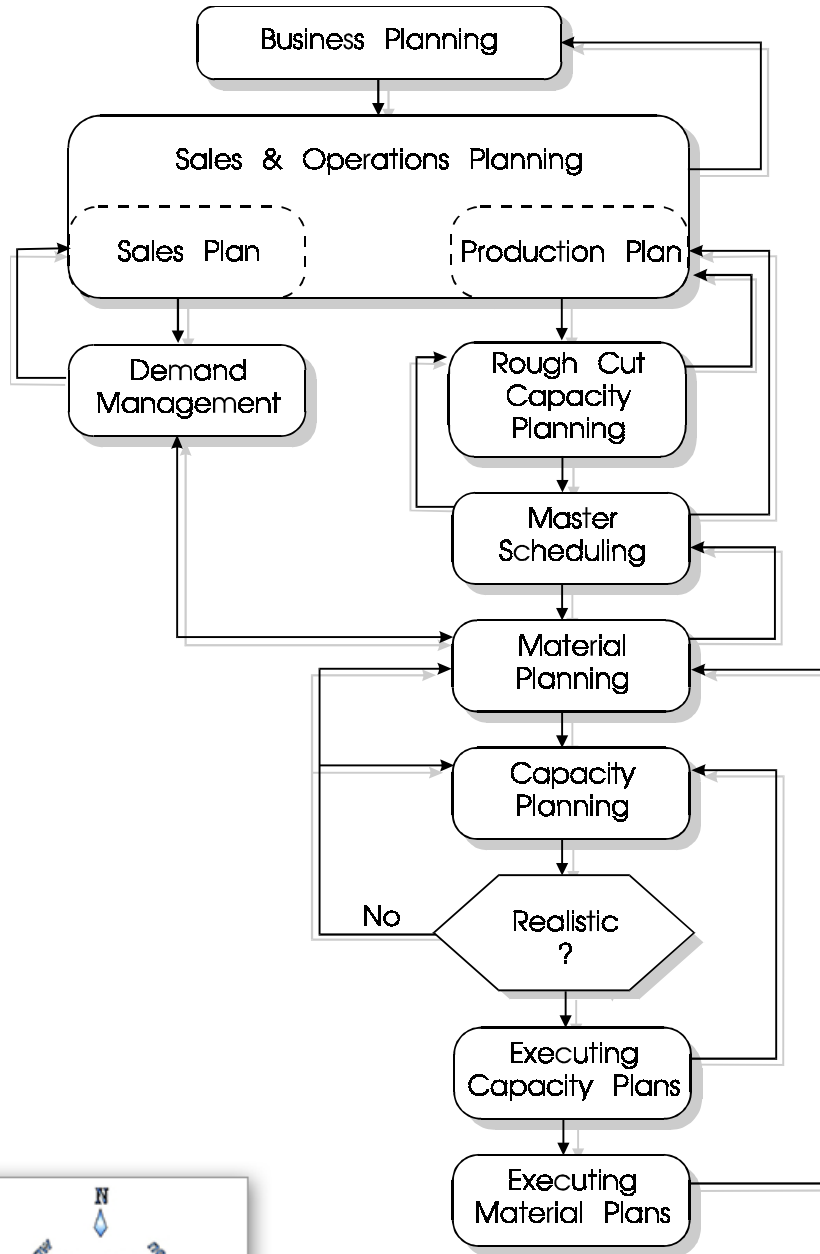 Business Planning
Sales & Operations Planning
Sales Plan
Production Plan
Demand
Management
Rough Cut
Capacity
Planning
Master
Scheduling
Material
Planning
Capacity
Planning
No
Realistic
?
Executing
Capacity Plans
Executing
Material Plans
N